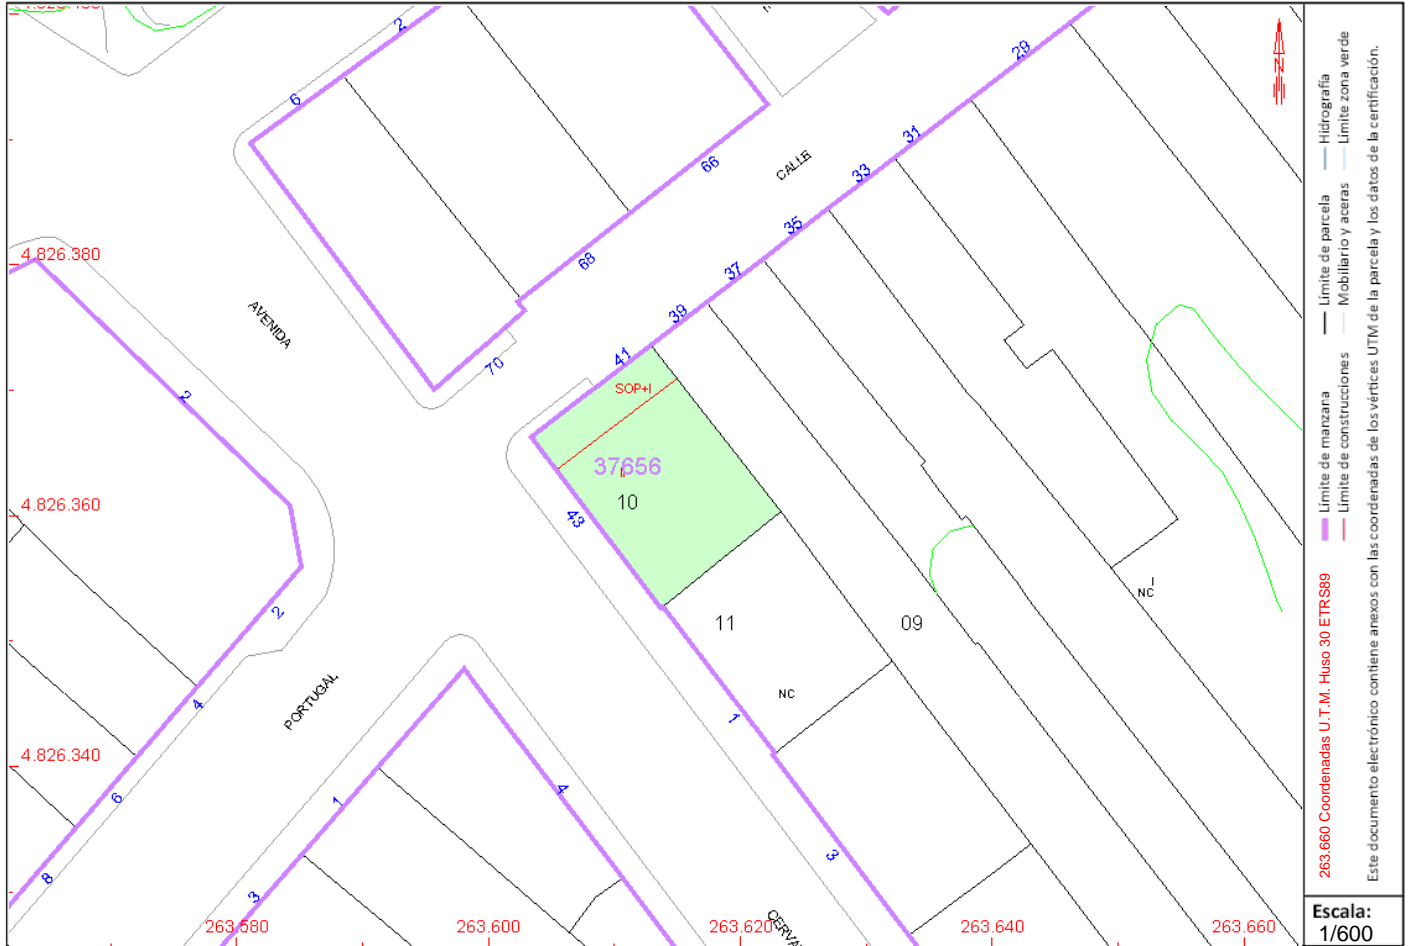 2
29
6
31
66
CALLE
33
35
4.826.380
68
37
AVENIDA
39
70
41
2
SOP+I
37656
10
4.826.360
43
I
NC
2
11
09
PORTUGAL
NC
4
1
4.826.340
6
1
4
3
8
3
263.580
263.600
263.620
263.640
263.660
Hidrografía
Límite zona verde
Límite de parcela
Mobiliario y aceras
Límite de manzana
Límite de construcciones
263.660 Coordenadas U.T.M. Huso 30 ETRS89
Este documento electrónico contiene anexos con las coordenadas de los vértices UTM de la parcela y los datos de la certificación.
Escala:
1/600